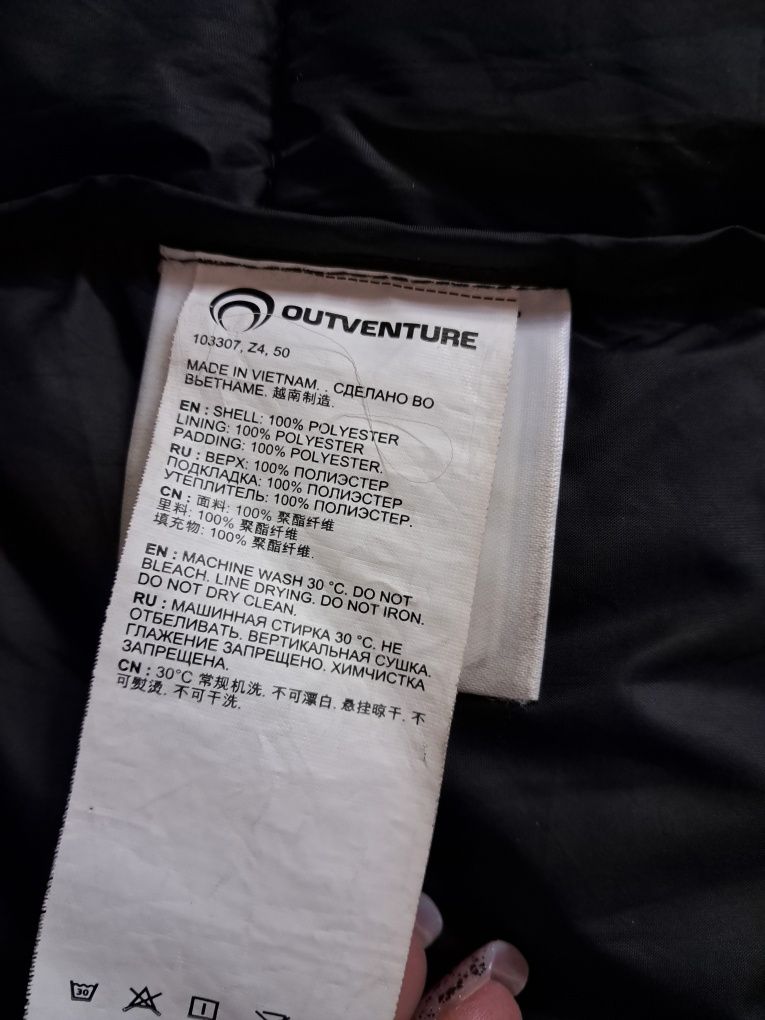 OUTVENTURE
103307, Z4, 50
MADE IN VIETNAM. . СДЕЛАНО ВО
ВЬЕТНАМЕ. 越南制造.
EN : SHELL: 100% POLYESTER
LINING: 100% POLYESTER
PADDING: 100% POLYESTER.
RU : ВЕРХ: 100% ПОЛИЭСТЕР
ПОДКЛАДКА: 100% ПОЛИЭСТЕР
УТЕПЛИТЕЛЬ: 100% ПОЛИЭСТЕР.
CN : 面料: 100% 聚酯纤维
里料: 100% 聚酯纤维
填充物: 100% 聚酯纤维.
EN : MACHINE WASH 30 °C. DO NOT
BLEACH. LINE DRYING. DO NOT IRON.
DO NOT DRY CLEAN.
RU : МАШИННАЯ СТИРКА 30 °C. НЕ
ОТБЕЛИВАТЬ. ВЕРТИКАЛЬНАЯ СУШКА.
ГЛАЖЕНИЕ ЗАПРЕЩЕНО. ХИМЧИСТКА
ЗАПРЕЩЕНА.
CN : 30°C 常规机洗. 不可漂白. 悬挂晾干. 不
可熨烫. 不可干洗.
30